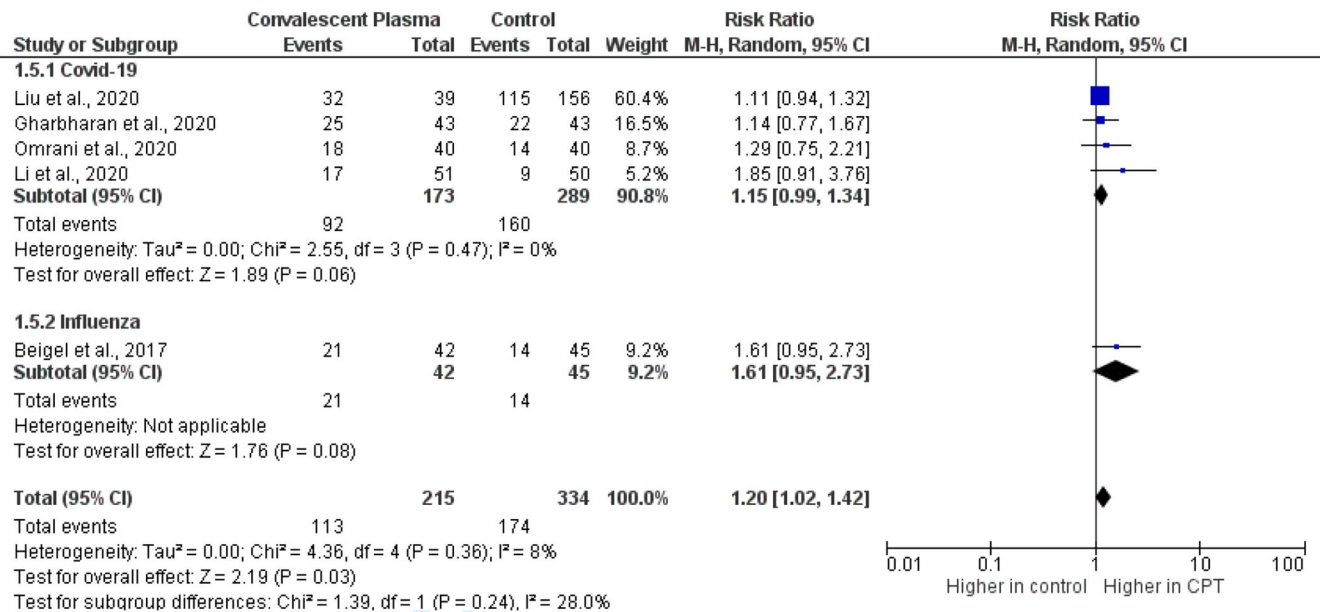 Convalescent Plasma Control Risk Ratio Risk Ratio
Study or Subgroup Events Total Events Total Weight M-H, Random, 95% CI M-H, Random, 95% CI
1.5.1 Covid-19
Liu et al., 2020 32 39 115 156 60.4% 1.11 [0.94, 1.32]
Gharbharan et al., 2020 25 43 22 43 16.5% 1.14 [0.77, 1.67]
Omrani et al., 2020 18 40 14 40 8.7% 1.29 [0.75, 2.21]
Li et al., 2020 17 51 9 50 5.2% 1.85 [0.91, 3.76]
Subtotal (95% CI) 173 289 90.8% 1.15 [0.99, 1.34]
Total events 92 160
Heterogeneity: Tau² = 0.00; Chi² = 2.55, df = 3 (P = 0.47); I² = 0%
Test for overall effect: Z = 1.89 (P = 0.06)
1.5.2 Influenza
Beigel et al., 2017 21 42 14 45 9.2% 1.61 [0.95, 2.73]
Subtotal (95% CI) 42 45 9.2% 1.61 [0.95, 2.73]
Total events 21 14
Heterogeneity: Not applicable
Test for overall effect: Z = 1.76 (P = 0.08)
Total (95% CI) 215 334 100.0% 1.20 [1.02, 1.42]
Total events 113 174
Heterogeneity: Tau² = 0.00; Chi² = 4.36, df = 4 (P = 0.36); I² = 8%
Test for overall effect: Z = 2.19 (P = 0.03)
Test for subgroup differences: Chi² = 1.39, df = 1 (P = 0.24), I² = 28.0%
0.01 0.1 1 10 100
Higher in control Higher in CPT